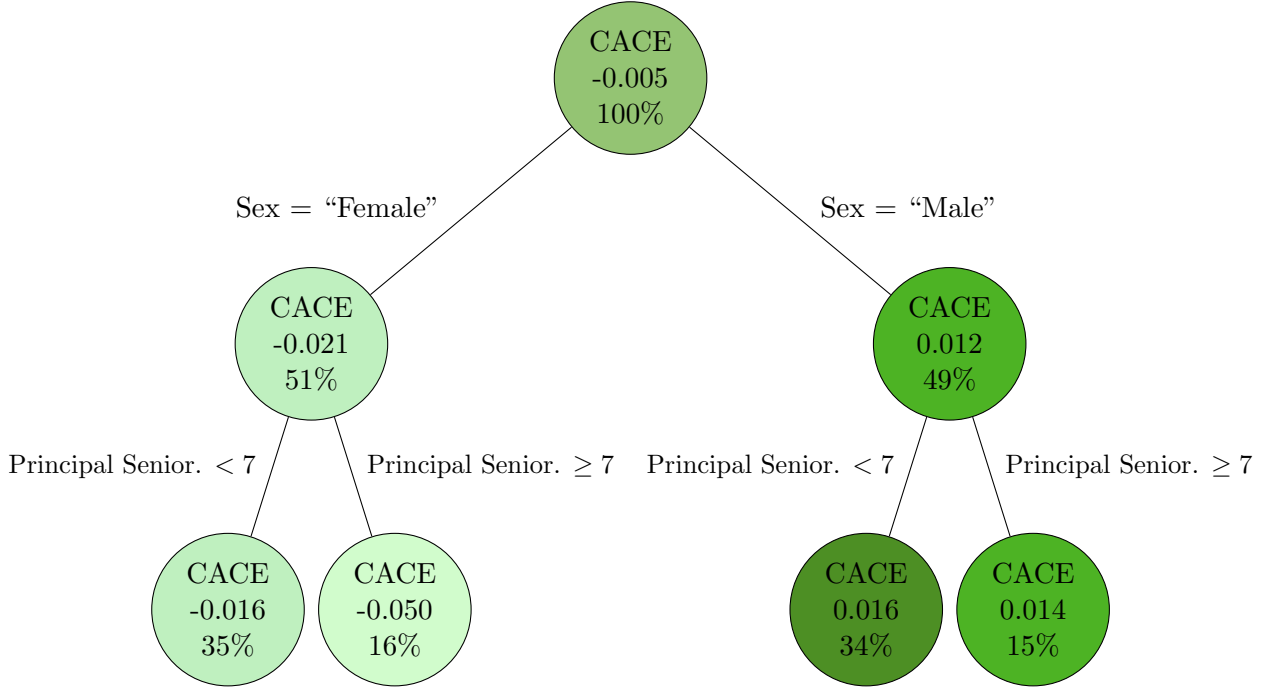 CACE
-0.005
100%
Sex = “Female”
Sex = “Male”
CACE
-0.021
51%
CACE
0.012
49%
Principal Senior. < 7
Principal Senior. ≥ 7
Principal Senior. < 7
Principal Senior. ≥ 7
CACE
-0.016
35%
CACE
-0.050
16%
CACE
0.016
34%
CACE
0.014
15%